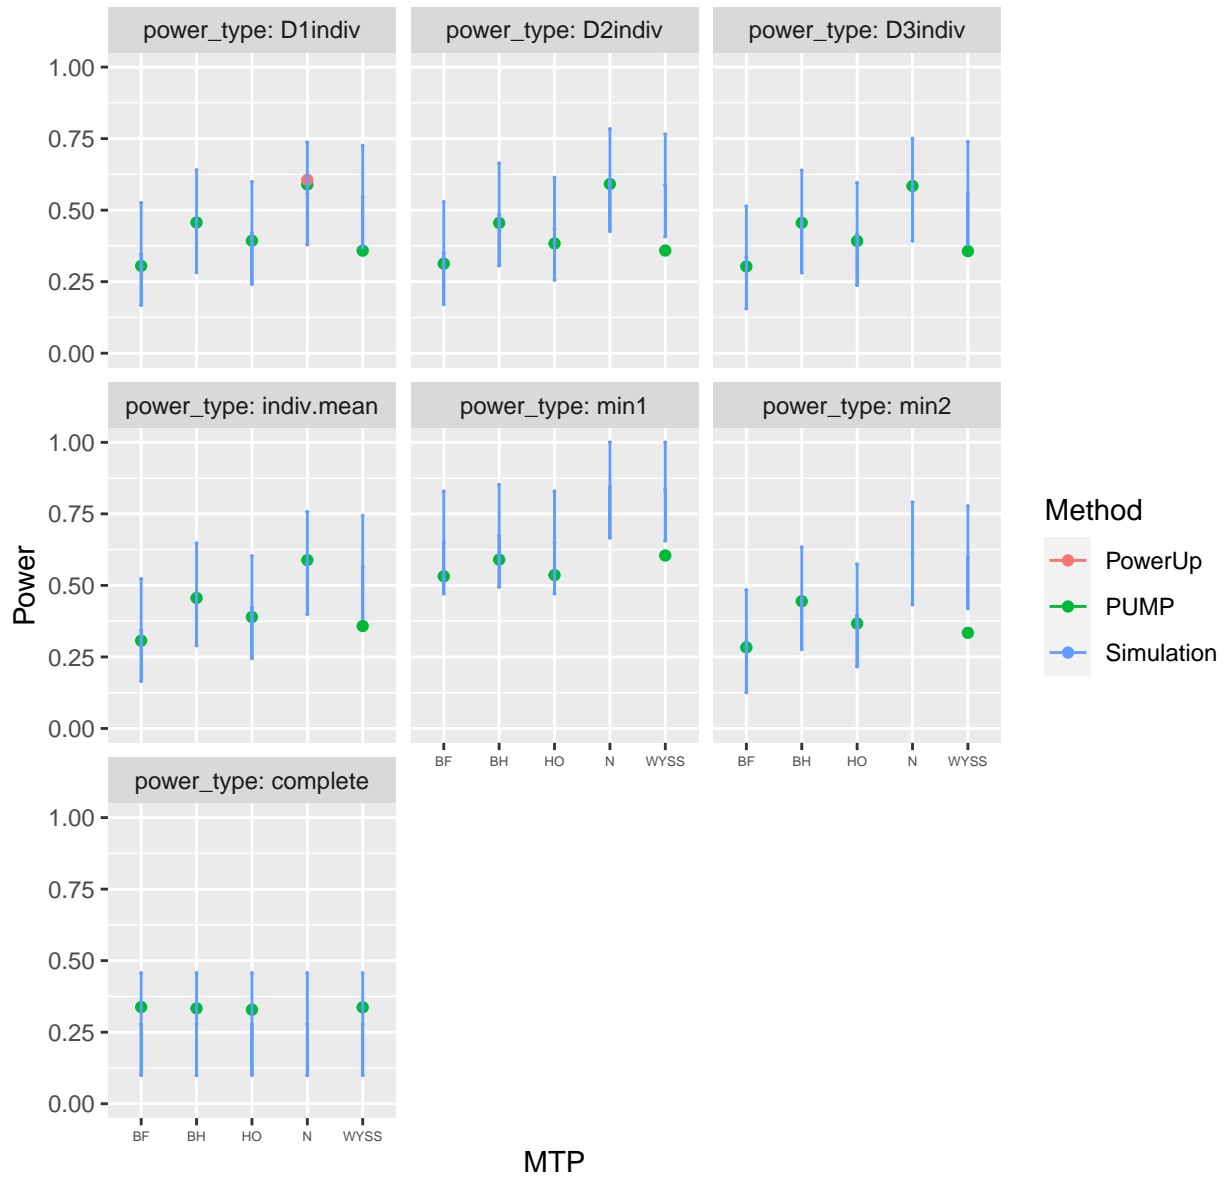 power_type: D1indiv
power_type: D2indiv
power_type: D3indiv
1.00
0.75
0.50
0.25
0.00
power_type: indiv.mean
power_type: min1
power_type: min2
1.00
0.75
0.50
0.25
0.00
BF BH HO N WYSS
BF BH HO N WYSS
power_type: complete
1.00
0.75
0.50
0.25
0.00
BF BH HO N WYSS
Power
MTP
Method
PowerUp
PUMP
Simulation